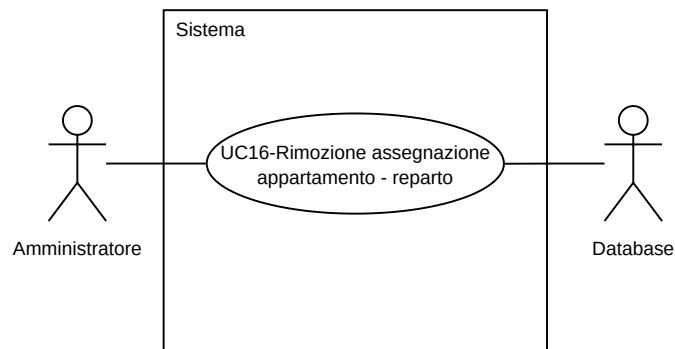 Sistema
UC16-Rimozione assegnazione
appartamento - reparto
Amministratore
Database